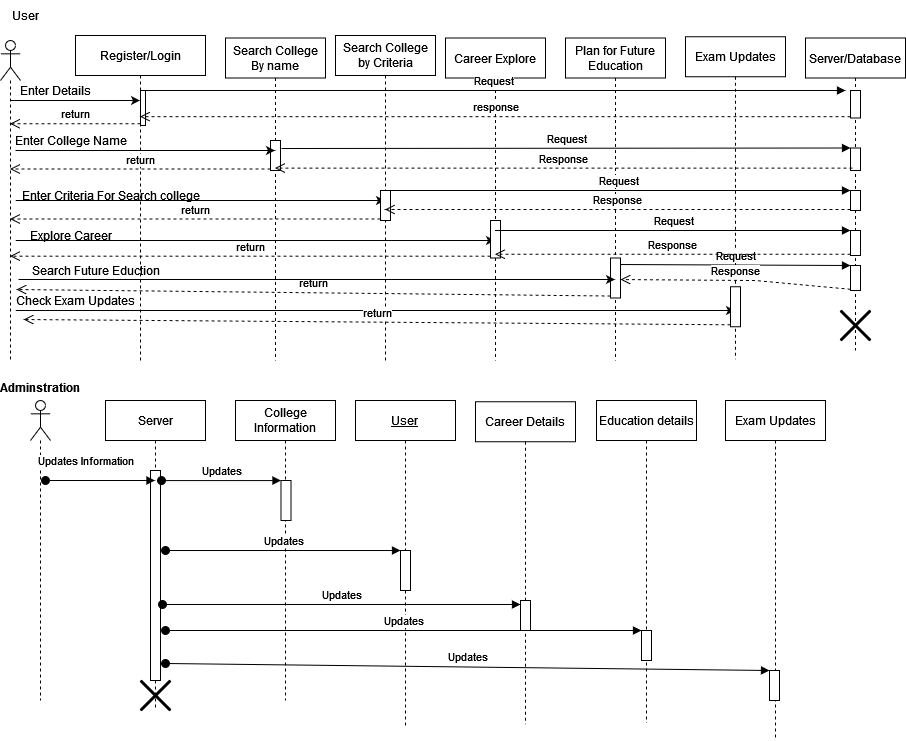 User
Register/Login
Search College
By name
Search College
by Criteria
Career Explore
Plan for Future
Education
Exam Updates
Server/Database
Enter Details
Request
return
response
Enter College Name
Request
return
Response
Enter Criteria For Search college
Request
return
Response
Explore Career
Request
return
Response
Search Future Eduction
Request
return
Response
Check Exam Updates
return
Adminstration
Server
College
Information
User
Career Details
Education details
Exam Updates
Updates Information
Updates
Updates
Updates
Updates
Updates